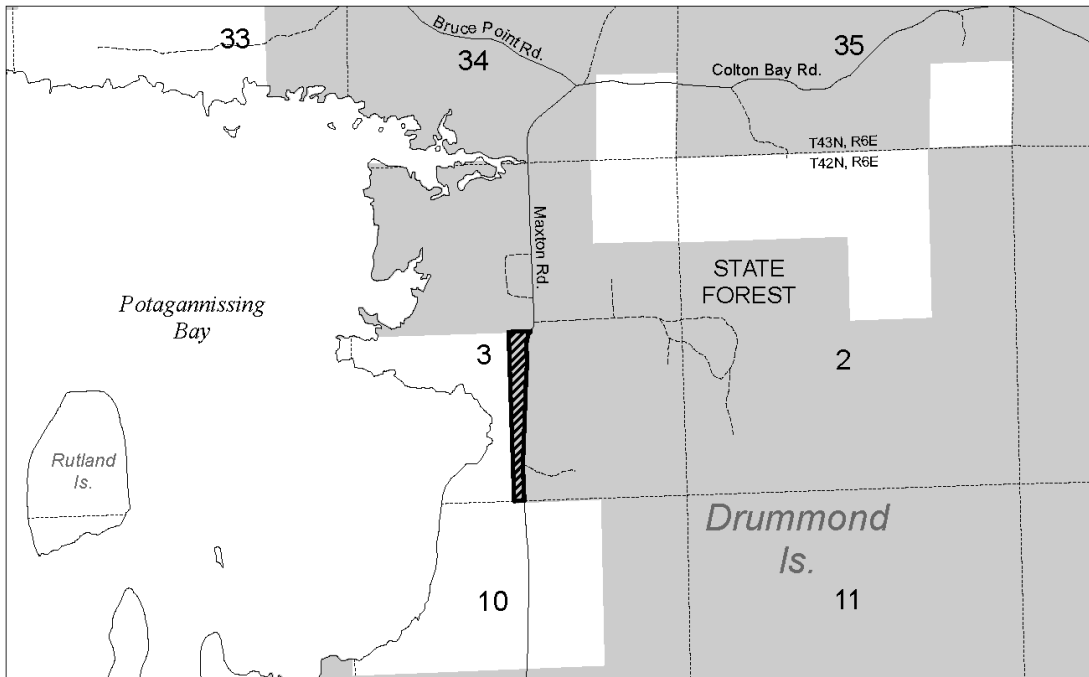 33
34
Bruce Point Rd.
35
Colton Bay Rd.
T43N, R6E
T42N, R6E
Maxton Rd.
Potagannissing
Bay
STATE
FOREST
3
2
Rutland
Is.
Drummond
Is.
10
11